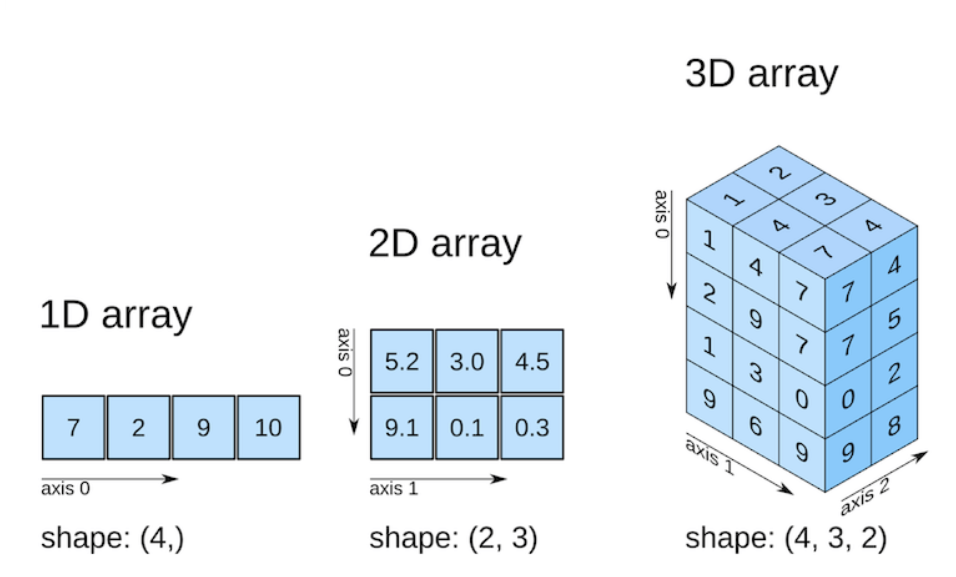 1D array
7 2 9 10
axis 0
shape: (4,)
2D array
axis 0
5.2 3.0 4.5
9.1 0.1 0.3
axis 1
shape: (2, 3)
3D array
axis 0
2
1 3
4 4
7
1 4 7 7 4
2 9 7 7 5
1 3 0 0 2
9 6 9 9 8
axis 1
axis 2
shape: (4, 3, 2)